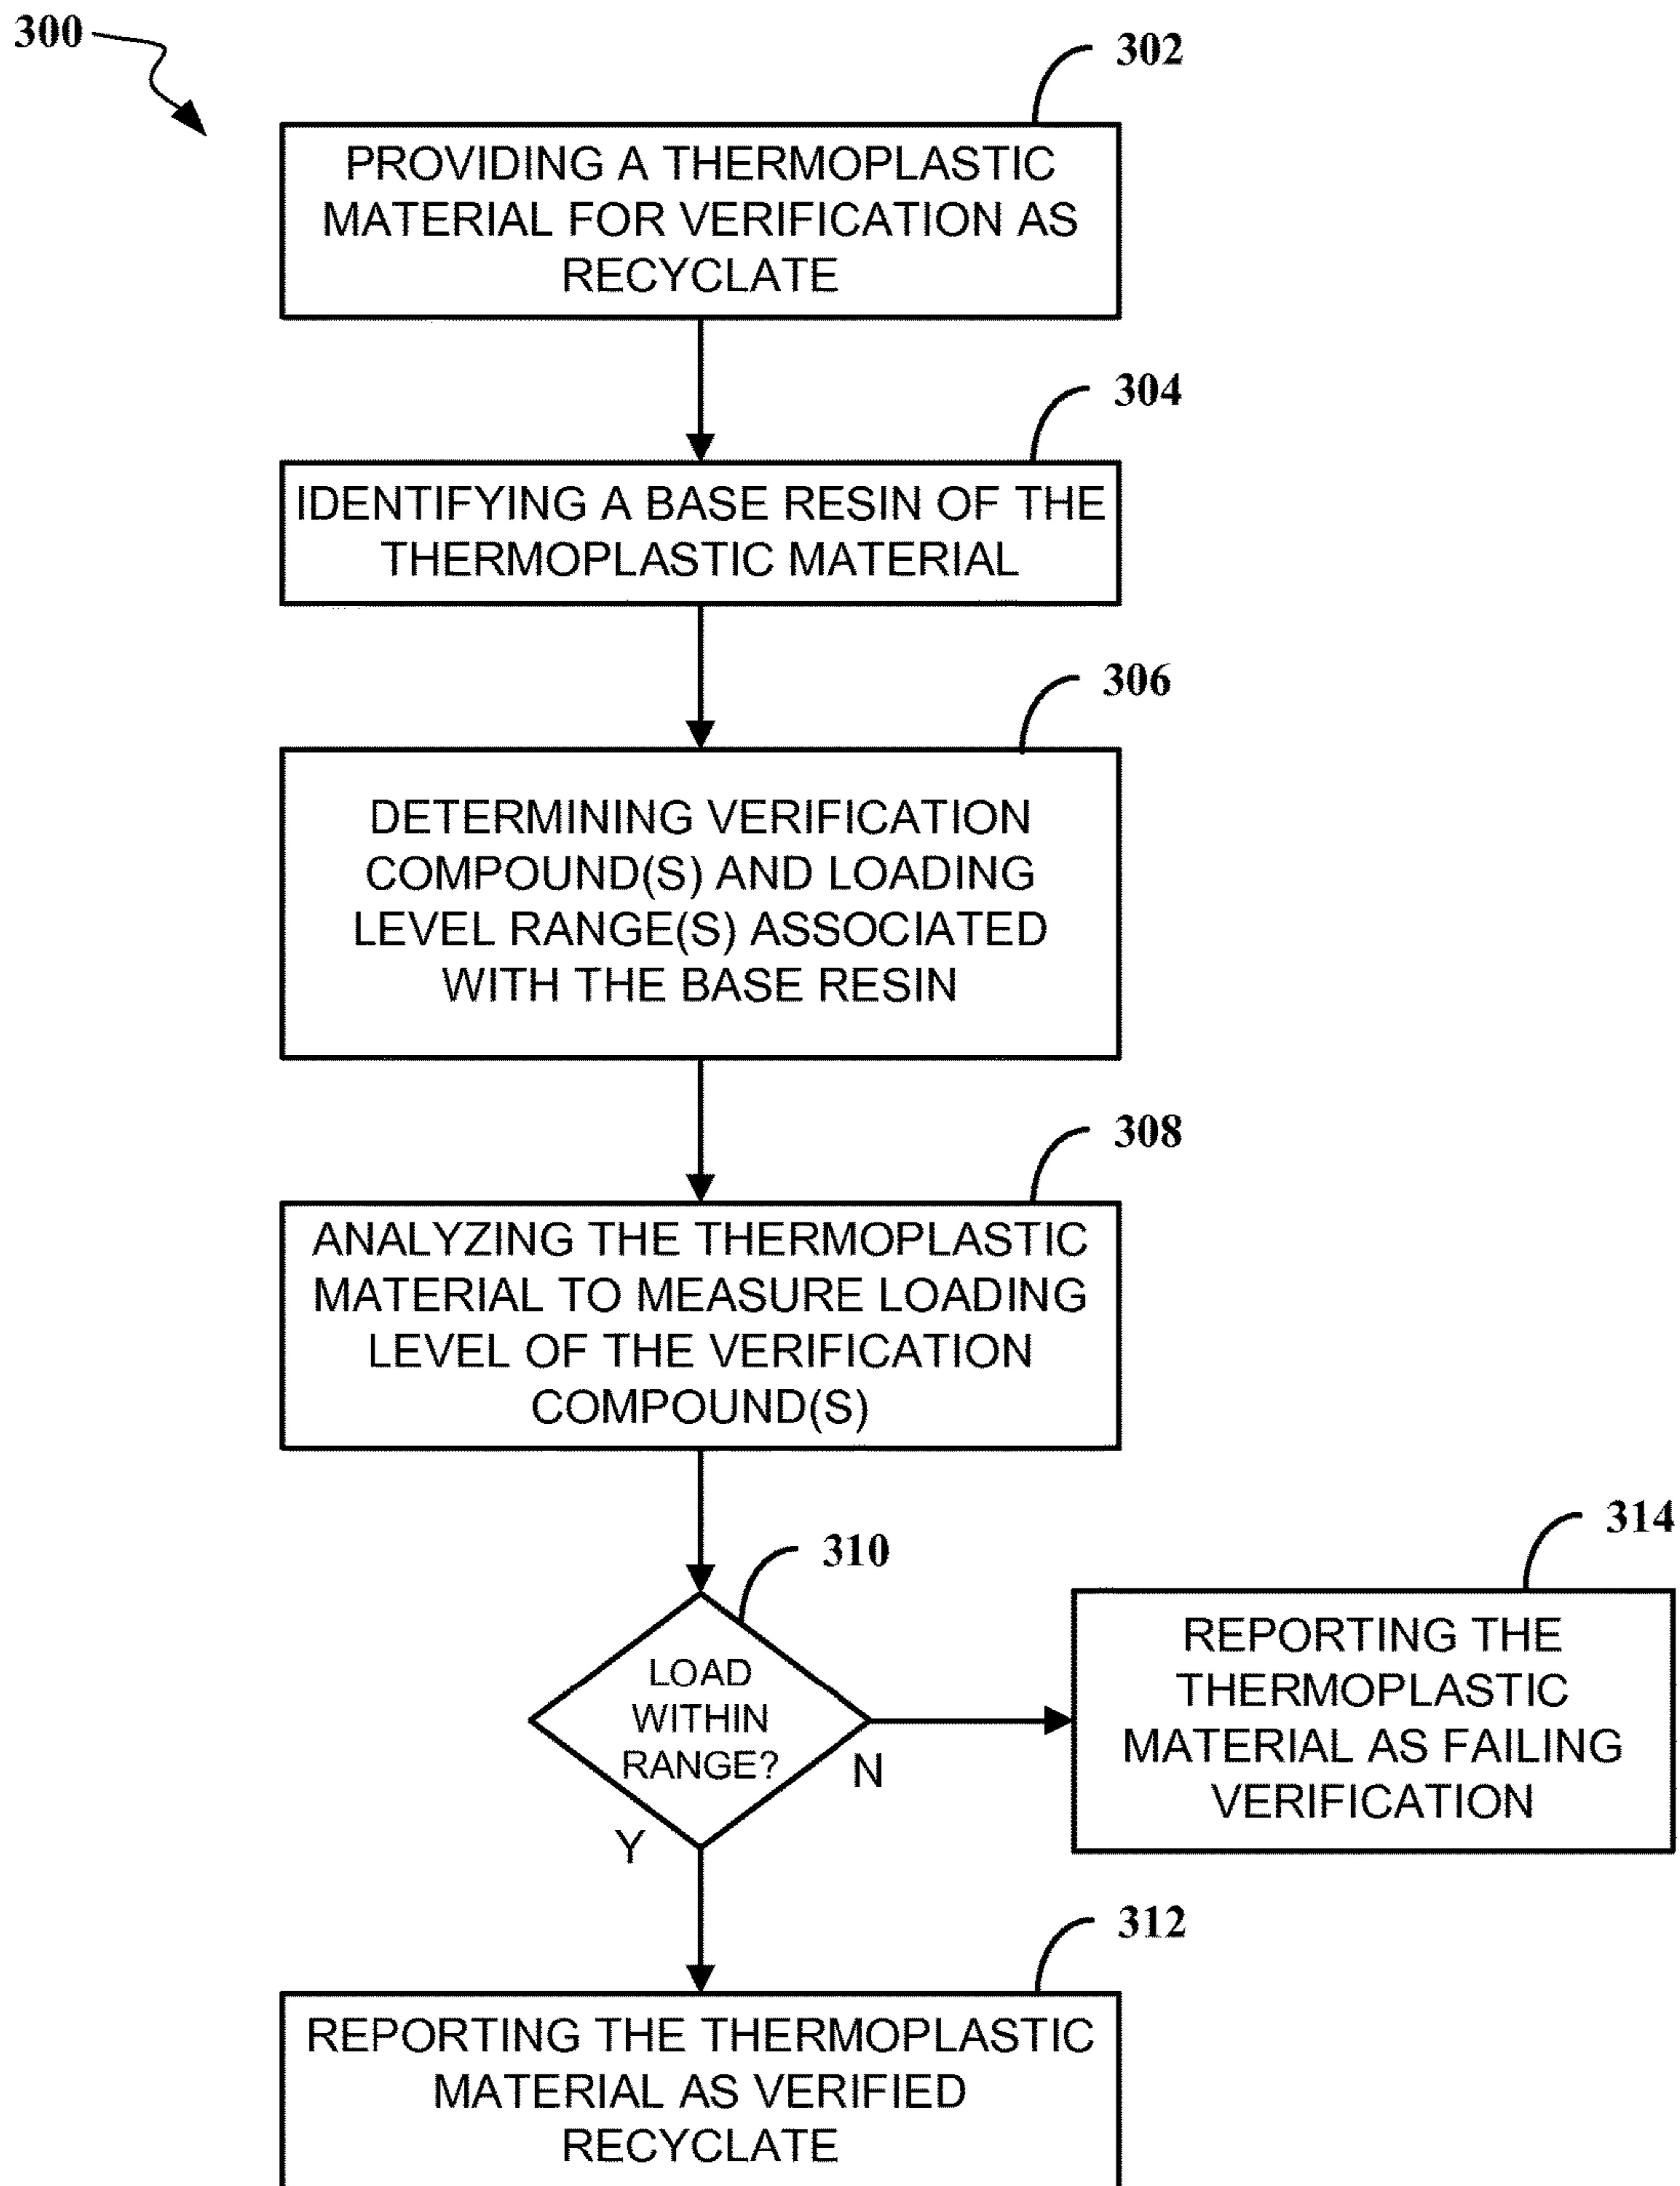 300
302
PROVIDING A THERMOPLASTIC
MATERIAL FOR VERIFICATION AS
RECYCLATE
304
IDENTIFYING A BASE RESIN OF THE
THERMOPLASTIC MATERIAL
306
DETERMINING VERIFICATION
COMPOUND(S) AND LOADING
LEVEL RANGE(S) ASSOCIATED
WITH THE BASE RESIN
308
ANALYZING THE THERMOPLASTIC
MATERIAL TO MEASURE LOADING
LEVEL OF THE VERIFICATION
COMPOUND(S)
310
LOAD
WITHIN
RANGE?
N
Y
314
REPORTING THE
THERMOPLASTIC
MATERIAL AS FAILING
VERIFICATION
312
REPORTING THE THERMOPLASTIC
MATERIAL AS VERIFIED
RECYCLATE